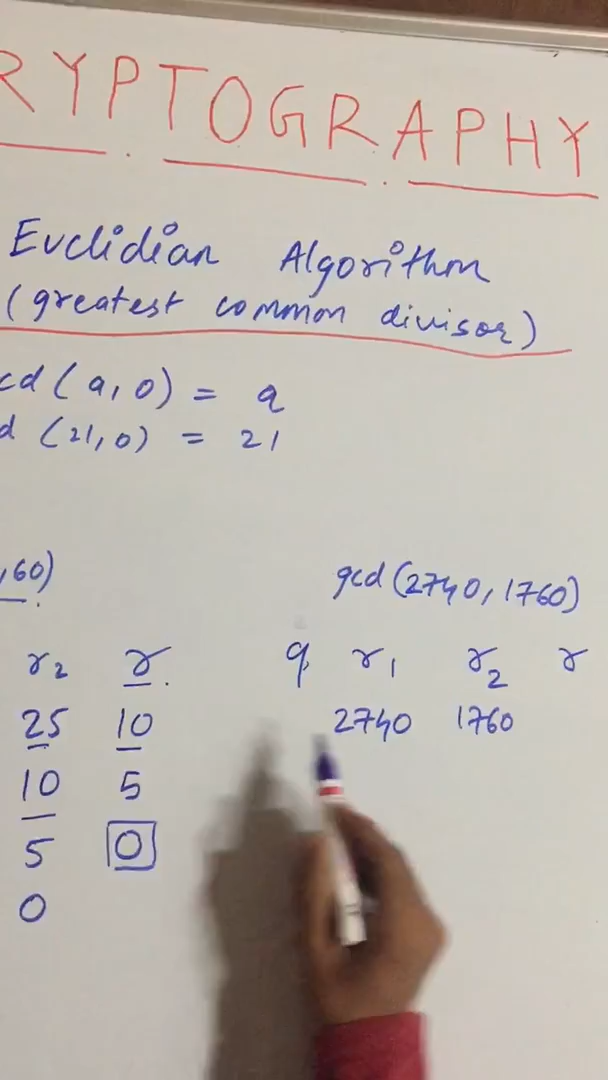 RYPTOGRAPHY
Euclidian Algorithm
(greatest common divisor)
cd (a, 0) = a
d (21, 0) = 21
,60)
r2 r
25 10
10 5
5 0
0
gcd (2740, 1760)
q r1 r2 r
2740 1760